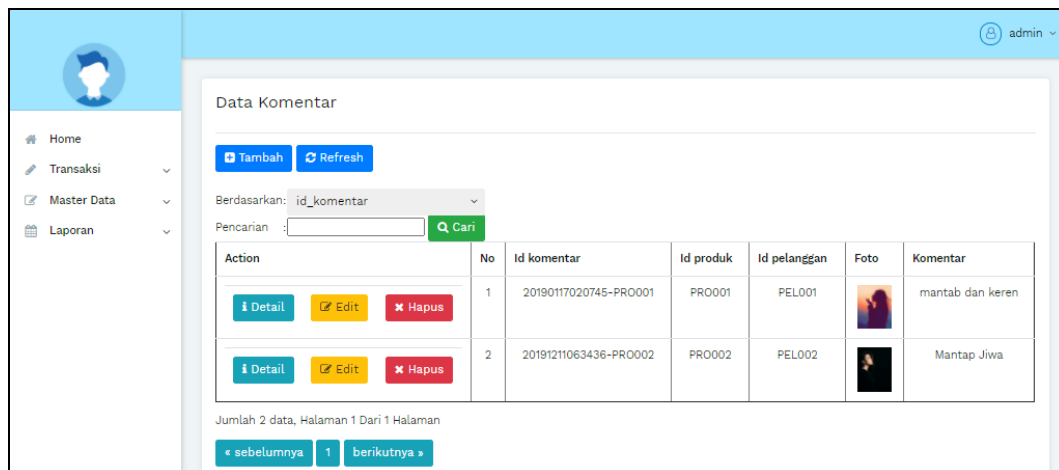 admin
Home
Transaksi
Master Data
Laporan
Data Komentar
Tambah Refresh
Berdasarkan: id_komentar
Pencarian : Cari
Action No Id komentar Id produk Id pelanggan Foto Komentar
Detail Edit Hapus 1 20190117020745-PRO001 PRO001 PEL001 mantab dan keren
Detail Edit Hapus 2 20191211063436-PRO002 PRO002 PEL002 Mantap Jiwa
Jumlah 2 data, Halaman 1 Dari 1 Halaman
« sebelumnya 1 berikutnya »